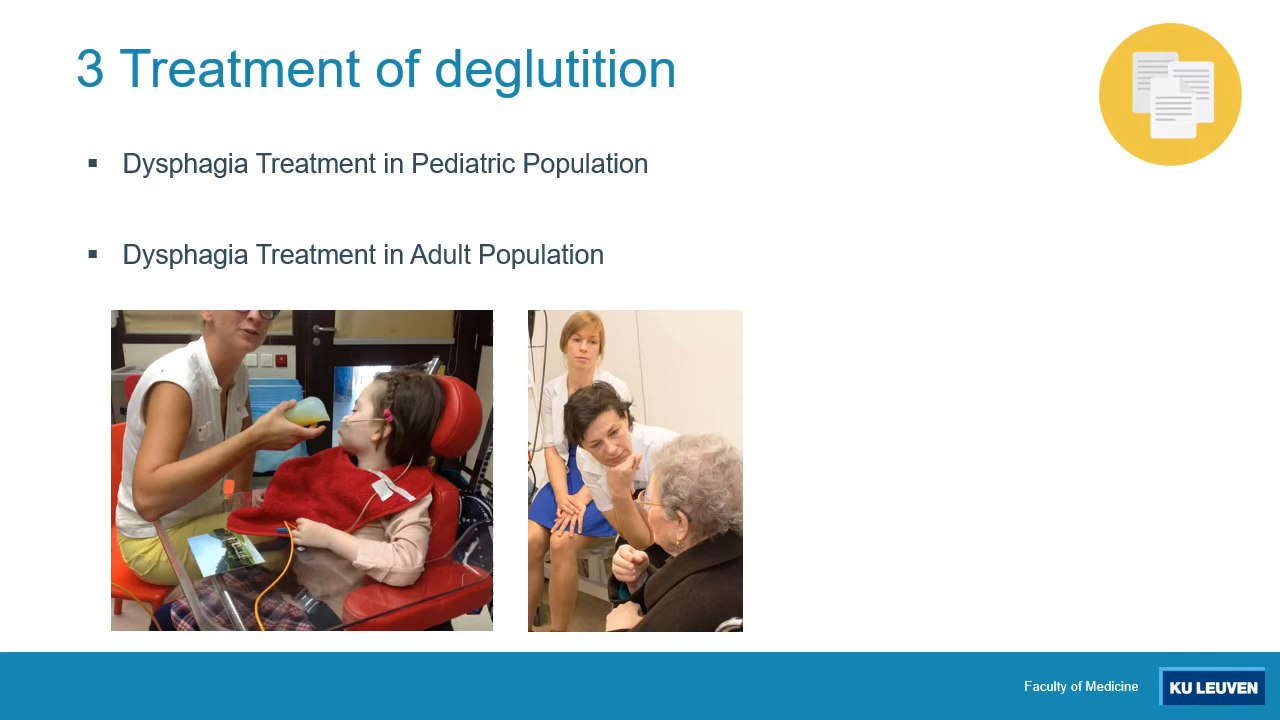 3 Treatment of deglutition
▪ Dysphagia Treatment in Pediatric Population
▪ Dysphagia Treatment in Adult Population
Faculty of Medicine
KU LEUVEN